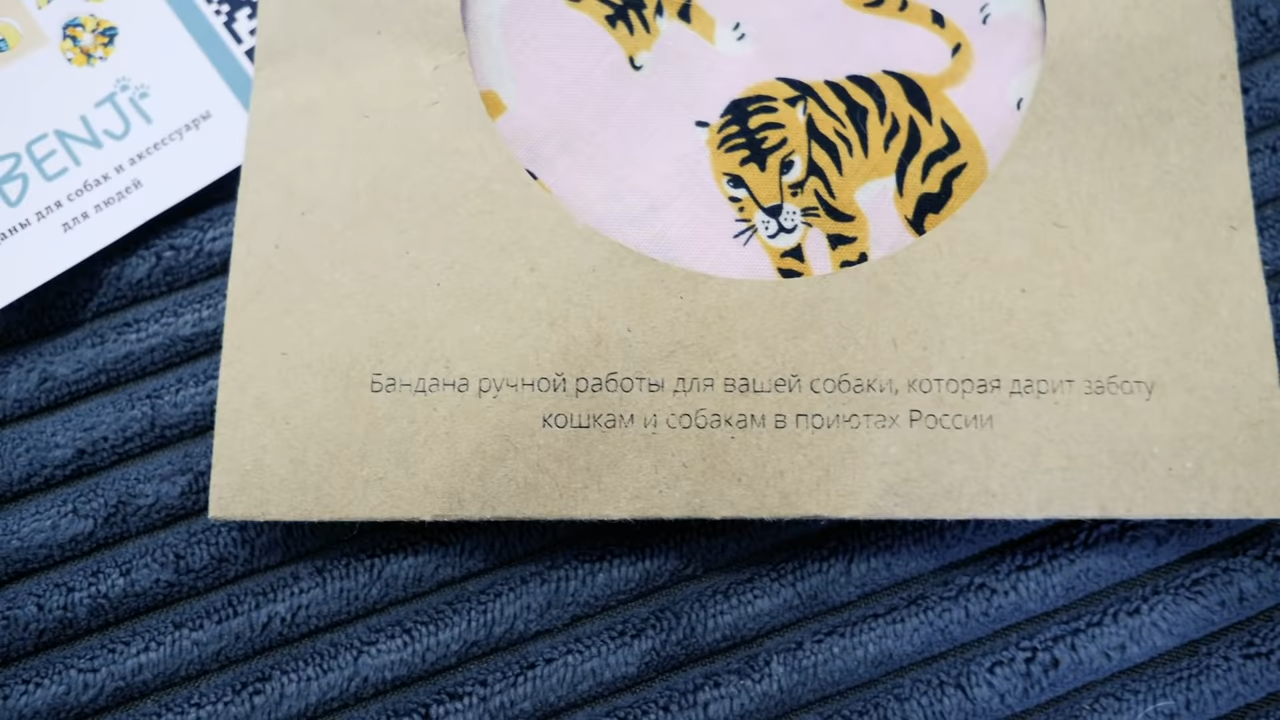 BENJI
для собак и аксессуары
для людей
Бандана ручной работы для вашей собаки, которая дарит заботу
кошкам и собакам в приютах России